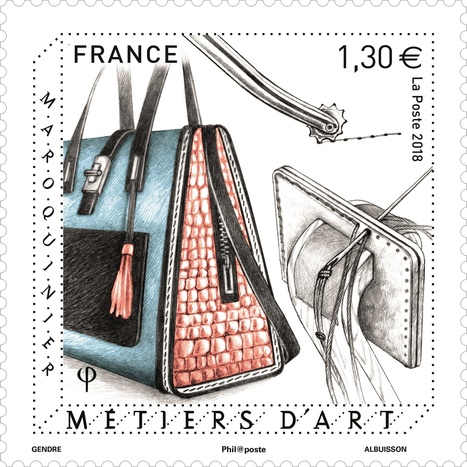 FRANCE
1,30 €
La Poste 2018
MAROQUINIER
MÉTIERS D'ART
GENDRE
Phil@poste
ALBUISSON